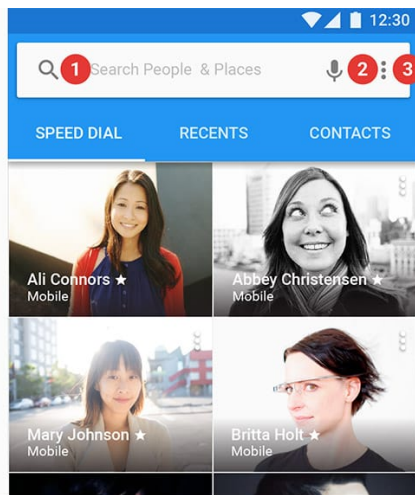 12:30
1 Search People & Places 2 3
SPEED DIAL RECENTS CONTACTS
Ali Connors
Mobile
Abbey Christensen
Mobile
Mary Johnson
Mobile
Britta Holt
Mobile